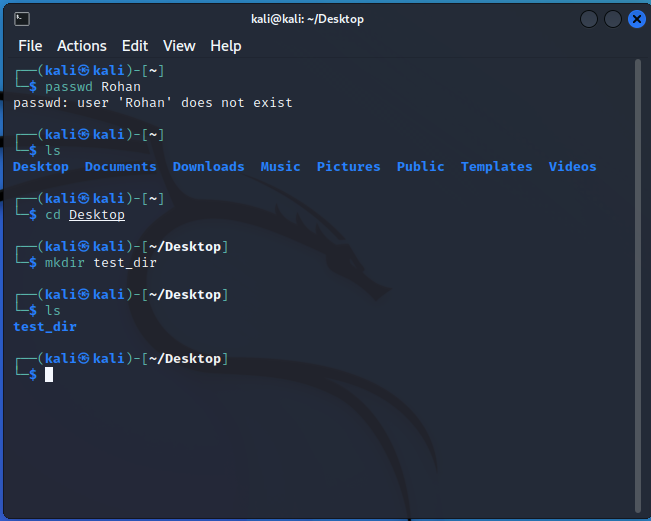 kali@kali: ~/Desktop
File Actions Edit View Help
┌──(kali㉿kali)-[~]
└─$ passwd Rohan
passwd: user 'Rohan' does not exist
┌──(kali㉿kali)-[~]
└─$ ls
Desktop Documents Downloads Music Pictures Public Templates Videos
┌──(kali㉿kali)-[~]
└─$ cd Desktop
┌──(kali㉿kali)-[~/Desktop]
└─$ mkdir test_dir
┌──(kali㉿kali)-[~/Desktop]
└─$ ls
test_dir
┌──(kali㉿kali)-[~/Desktop]
└─$